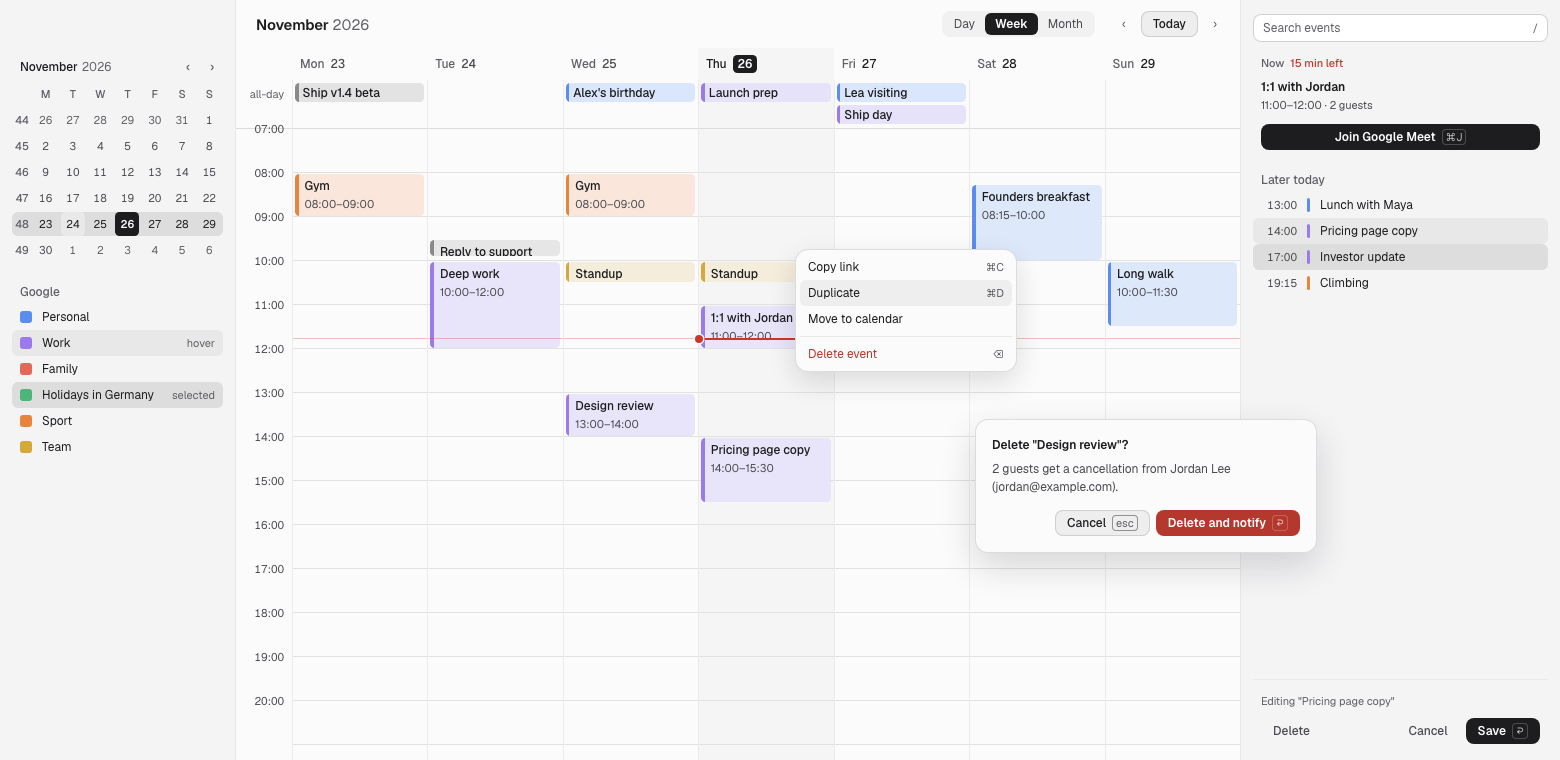 November 2026
‹ ›
M T W T F S S
44 26 27 28 29 30 31 1
45 2 3 4 5 6 7 8
46 9 10 11 12 13 14 15
47 16 17 18 19 20 21 22
48 23 24 25 26 27 28 29
49 30 1 2 3 4 5 6
Google
Personal
Work hover
Family
Holidays in Germany selected
Sport
Team
November 2026
Day Week Month ‹ Today ›
Mon 23 Tue 24 Wed 25 Thu 26 Fri 27 Sat 28 Sun 29
all-day
Ship v1.4 beta
Alex's birthday
Launch prep
Lea visiting
Ship day
07:00
08:00
09:00
10:00
11:00
12:00
13:00
14:00
15:00
16:00
17:00
18:00
19:00
20:00
Gym
08:00–09:00
Reply to support
Deep work
10:00–12:00
Gym
08:00–09:00
Standup
Design review
13:00–14:00
Standup
1:1 with Jordan
11:00–12:00
Pricing page copy
14:00–15:30
Founders breakfast
08:15–10:00
Long walk
10:00–11:30
Copy link ⌘C
Duplicate ⌘D
Move to calendar
Delete event ⌫
Delete "Design review"?
2 guests get a cancellation from Jordan Lee
(jordan@example.com).
Cancel esc Delete and notify
Search events /
Now 15 min left
1:1 with Jordan
11:00–12:00 · 2 guests
Join Google Meet ⌘J
Later today
13:00 Lunch with Maya
14:00 Pricing page copy
17:00 Investor update
19:15 Climbing
Editing "Pricing page copy"
Delete Cancel Save